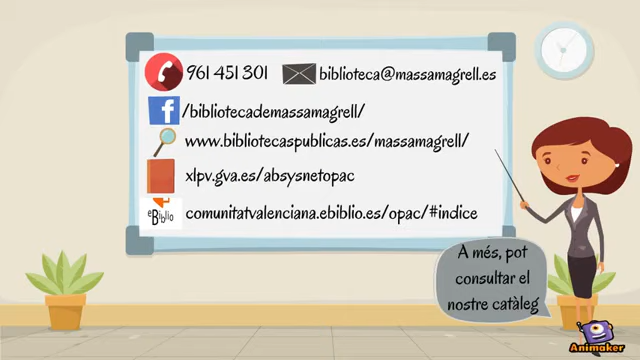 961 451 301 biblioteca@massamagrell.es
/bibliotecademassamagrell/
www.bibliotecaspublicas.es/massamagrell/
xlpv.gva.es/absysnetopac
eBiblio comunitatvalenciana.ebiblio.es/opac/#indice
A més, pot
consultar el
nostre catàleg
Animaker